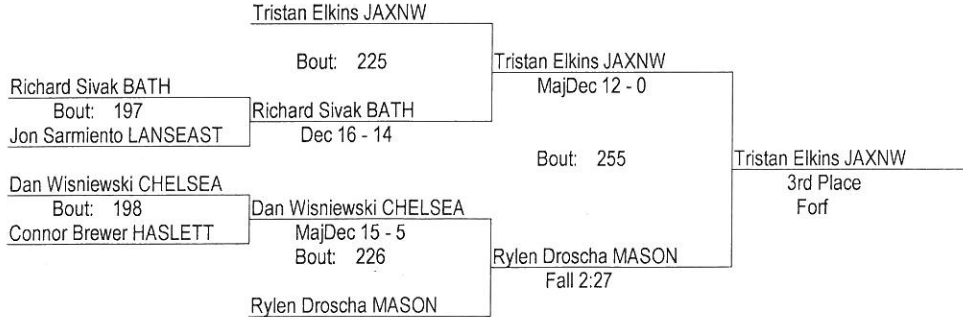 Tristan Elkins JAXNW
Bout: 225
Tristan Elkins JAXNW
MajDec 12 - 0
Richard Sivak BATH
Bout: 197
Jon Sarmiento LANSEAST
Richard Sivak BATH
Dec 16 - 14
Bout: 255
Tristan Elkins JAXNW
3rd Place
Forf
Dan Wisniewski CHELSEA
Bout: 198
Connor Brewer HASLETT
Dan Wisniewski CHELSEA
MajDec 15 - 5
Bout: 226
Rylen Droscha MASON
Fall 2:27
Rylen Droscha MASON